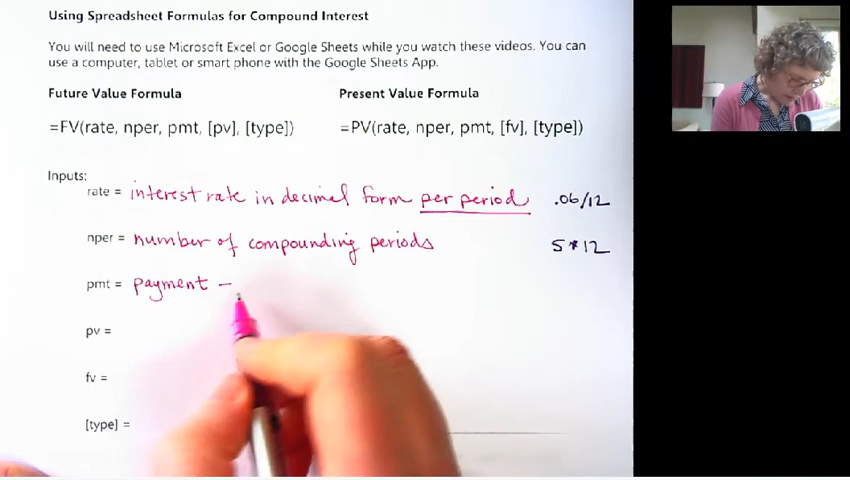 Using Spreadsheet Formulas for Compound Interest
You will need to use Microsoft Excel or Google Sheets while you watch these videos. You can
use a computer, tablet or smart phone with the Google Sheets App.
Future Value Formula
Present Value Formula
=FV(rate, nper, pmt, [pv], [type])
=PV(rate, nper, pmt, [fv], [type])
Inputs:
rate = interest rate in decimal form per period .06/12
nper = number of compounding periods 5*12
pmt = payment -
pv =
fv =
[type] =